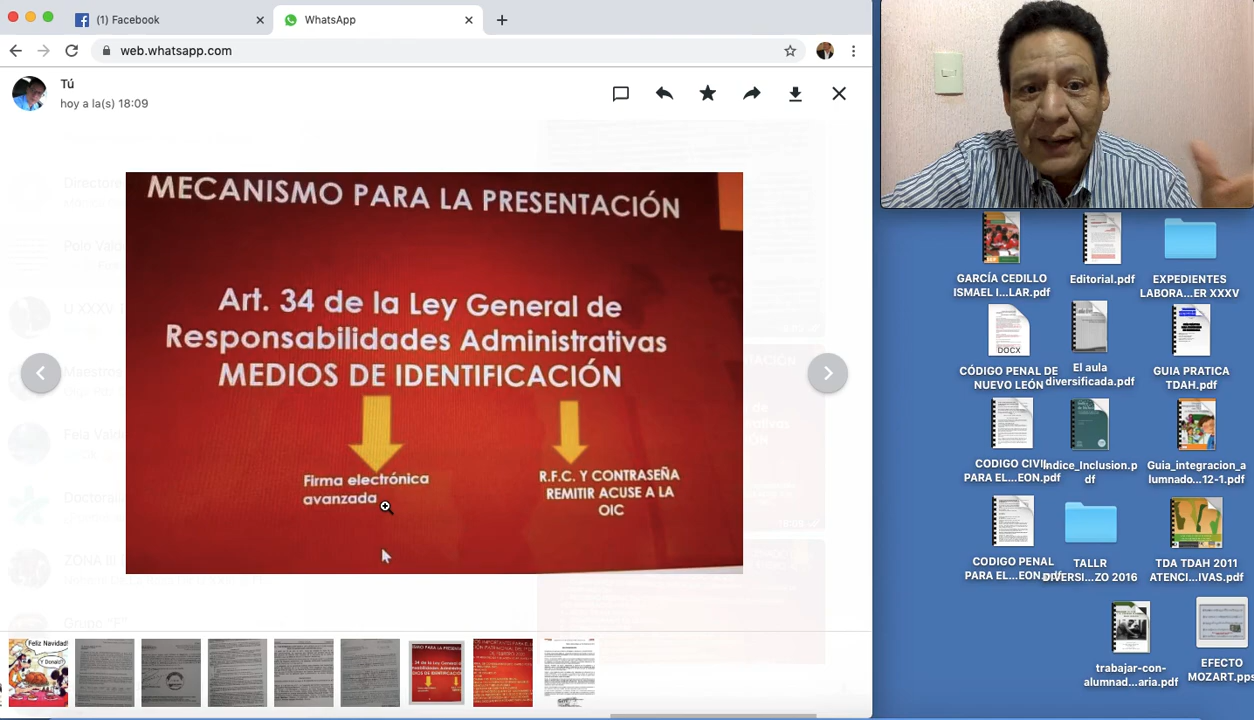 (1) Facebook
WhatsApp
web.whatsapp.com
Tú
hoy a la(s) 18:09
MECANISMO PARA LA PRESENTACIÓN
Art. 34 de la Ley General de
Responsabilidades Administrativas
MEDIOS DE IDENTIFICACIÓN
Firma electrónica
avanzada
R.F.C. Y CONTRASEÑA
REMITIR ACUSE A LA
OIC
Feliz Navidad!
GARCÍA CEDILLO
ISMAEL I...LAR.pdf
Editorial.pdf
EXPEDIENTES
LABORA...ER XXXV
DOCX
CÓDIGO PENAL DE
NUEVO LEÓN
El aula
diversificada.pdf
GUIA PRATICA
TDAH.pdf
CODIGO CIVIL
PARA EL...EON.pdf
Indice_Inclusion.p
df
Guia_integracion_a
lumnado...12-1.pdf
CODIGO PENAL
PARA EL...EON.pdf
TALLR
DIVERSI...ZO 2016
TDA TDAH 2011
ATENCI...IVAS.pdf
trabajar-con-
alumnad...aria.pdf
EFECTO
MOZART.pps